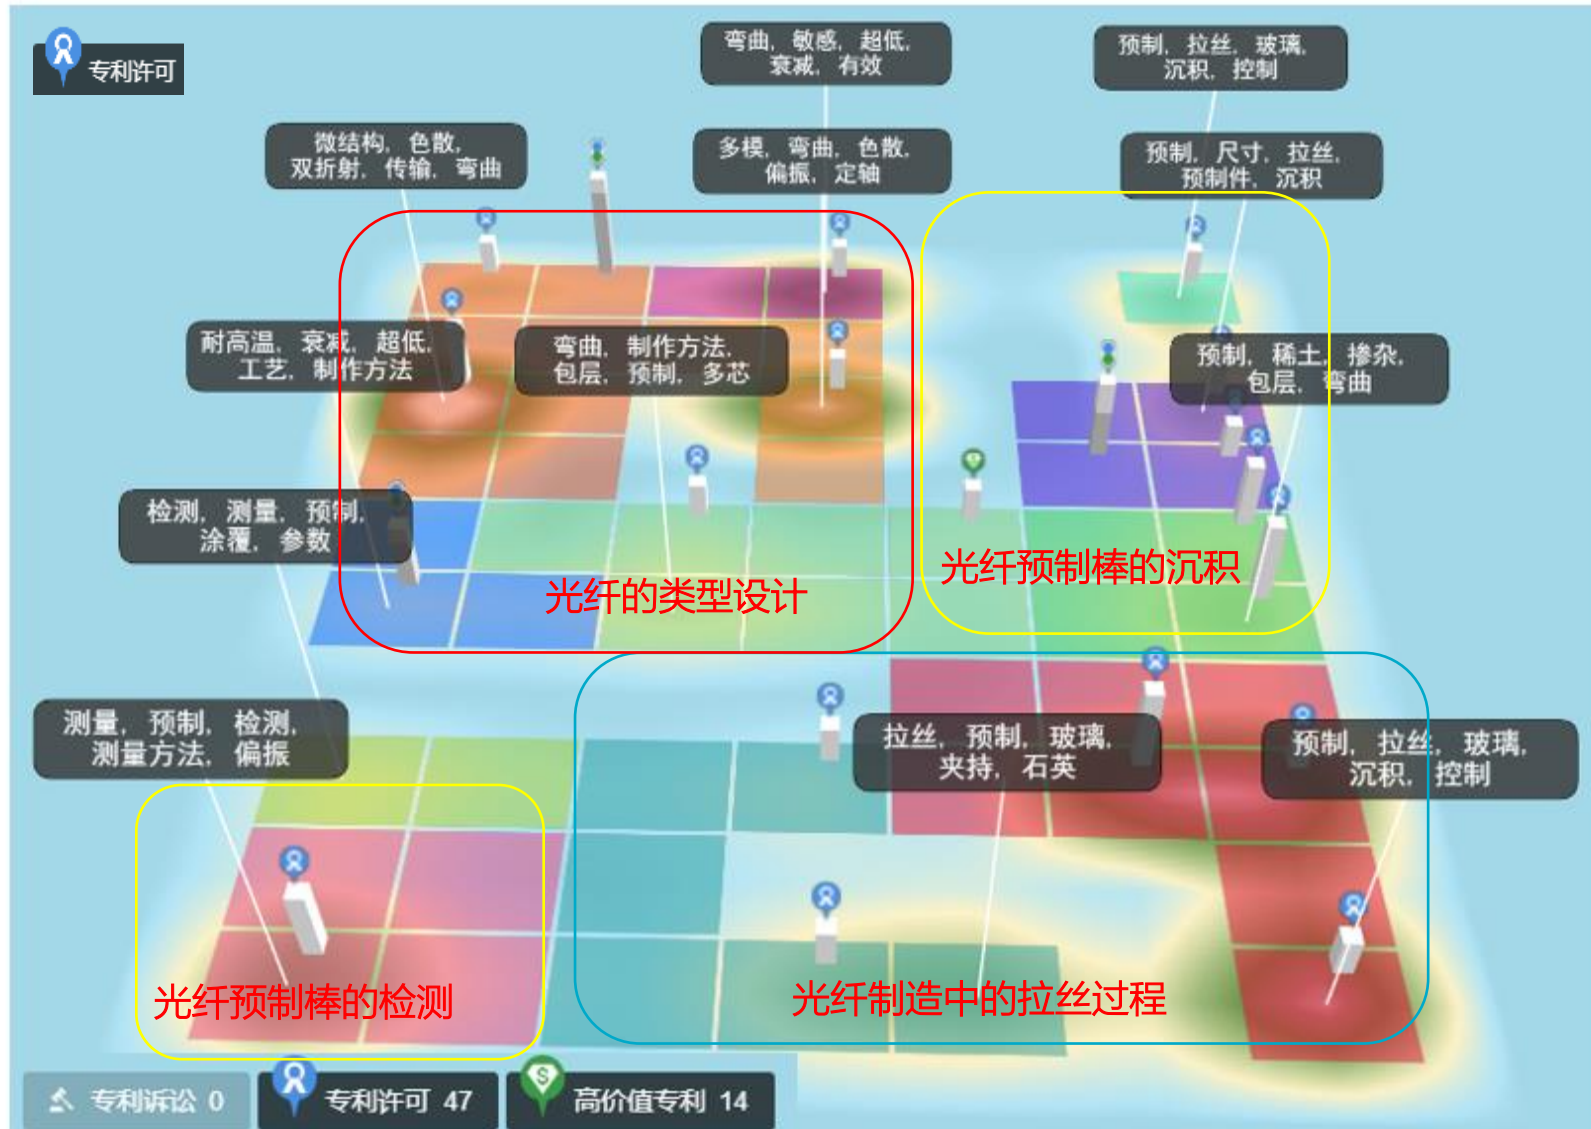 专利许可
弯曲, 敏感, 超低,
衰减, 有效
预制, 拉丝, 玻璃,
沉积, 控制
微结构, 色散,
双折射, 传输, 弯曲
多模, 弯曲, 色散,
偏振, 定轴
预制, 尺寸, 拉丝,
预制件, 沉积
耐高温, 衰减, 超低,
工艺, 制作方法
弯曲, 制作方法,
包层, 预制, 多芯
预制, 稀土, 掺杂,
包层, 弯曲
检测, 测量, 预制,
涂覆, 参数
光纤的类型设计
光纤预制棒的沉积
测量, 预制, 检测,
测量方法, 偏振
拉丝, 预制, 玻璃,
夹持, 石英
预制, 拉丝, 玻璃,
沉积, 控制
光纤预制棒的检测
光纤制造中的拉丝过程
专利诉讼 0
专利许可 47
S
高价值专利 14